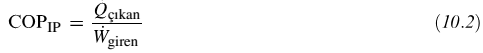 COP_IP = Q̇_çıkan / Ẇ_giren (10.2)